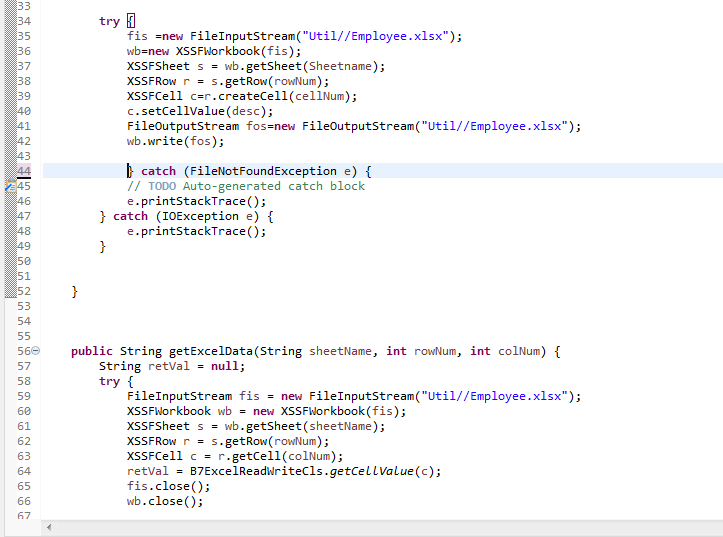 33
34 try {
35 fis =new FileInputStream("Util//Employee.xlsx");
36 wb=new XSSFWorkbook(fis);
37 XSSFSheet s = wb.getSheet(Sheetname);
38 XSSFRow r = s.getRow(rowNum);
39 XSSFCell c=r.createCell(cellNum);
40 c.setCellValue(desc);
41 FileOutputStream fos=new FileOutputStream("Util//Employee.xlsx");
42 wb.write(fos);
43
44 } catch (FileNotFoundException e) {
45 // TODO Auto-generated catch block
46 e.printStackTrace();
47 } catch (IOException e) {
48 e.printStackTrace();
49 }
50
51
52 }
53
54
55
56 public String getExcelData(String sheetName, int rowNum, int colNum) {
57 String retVal = null;
58 try {
59 FileInputStream fis = new FileInputStream("Util//Employee.xlsx");
60 XSSFWorkbook wb = new XSSFWorkbook(fis);
61 XSSFSheet s = wb.getSheet(sheetName);
62 XSSFRow r = s.getRow(rowNum);
63 XSSFCell c = r.getCell(colNum);
64 retVal = B7ExcelReadWriteCls.getCellValue(c);
65 fis.close();
66 wb.close();
67